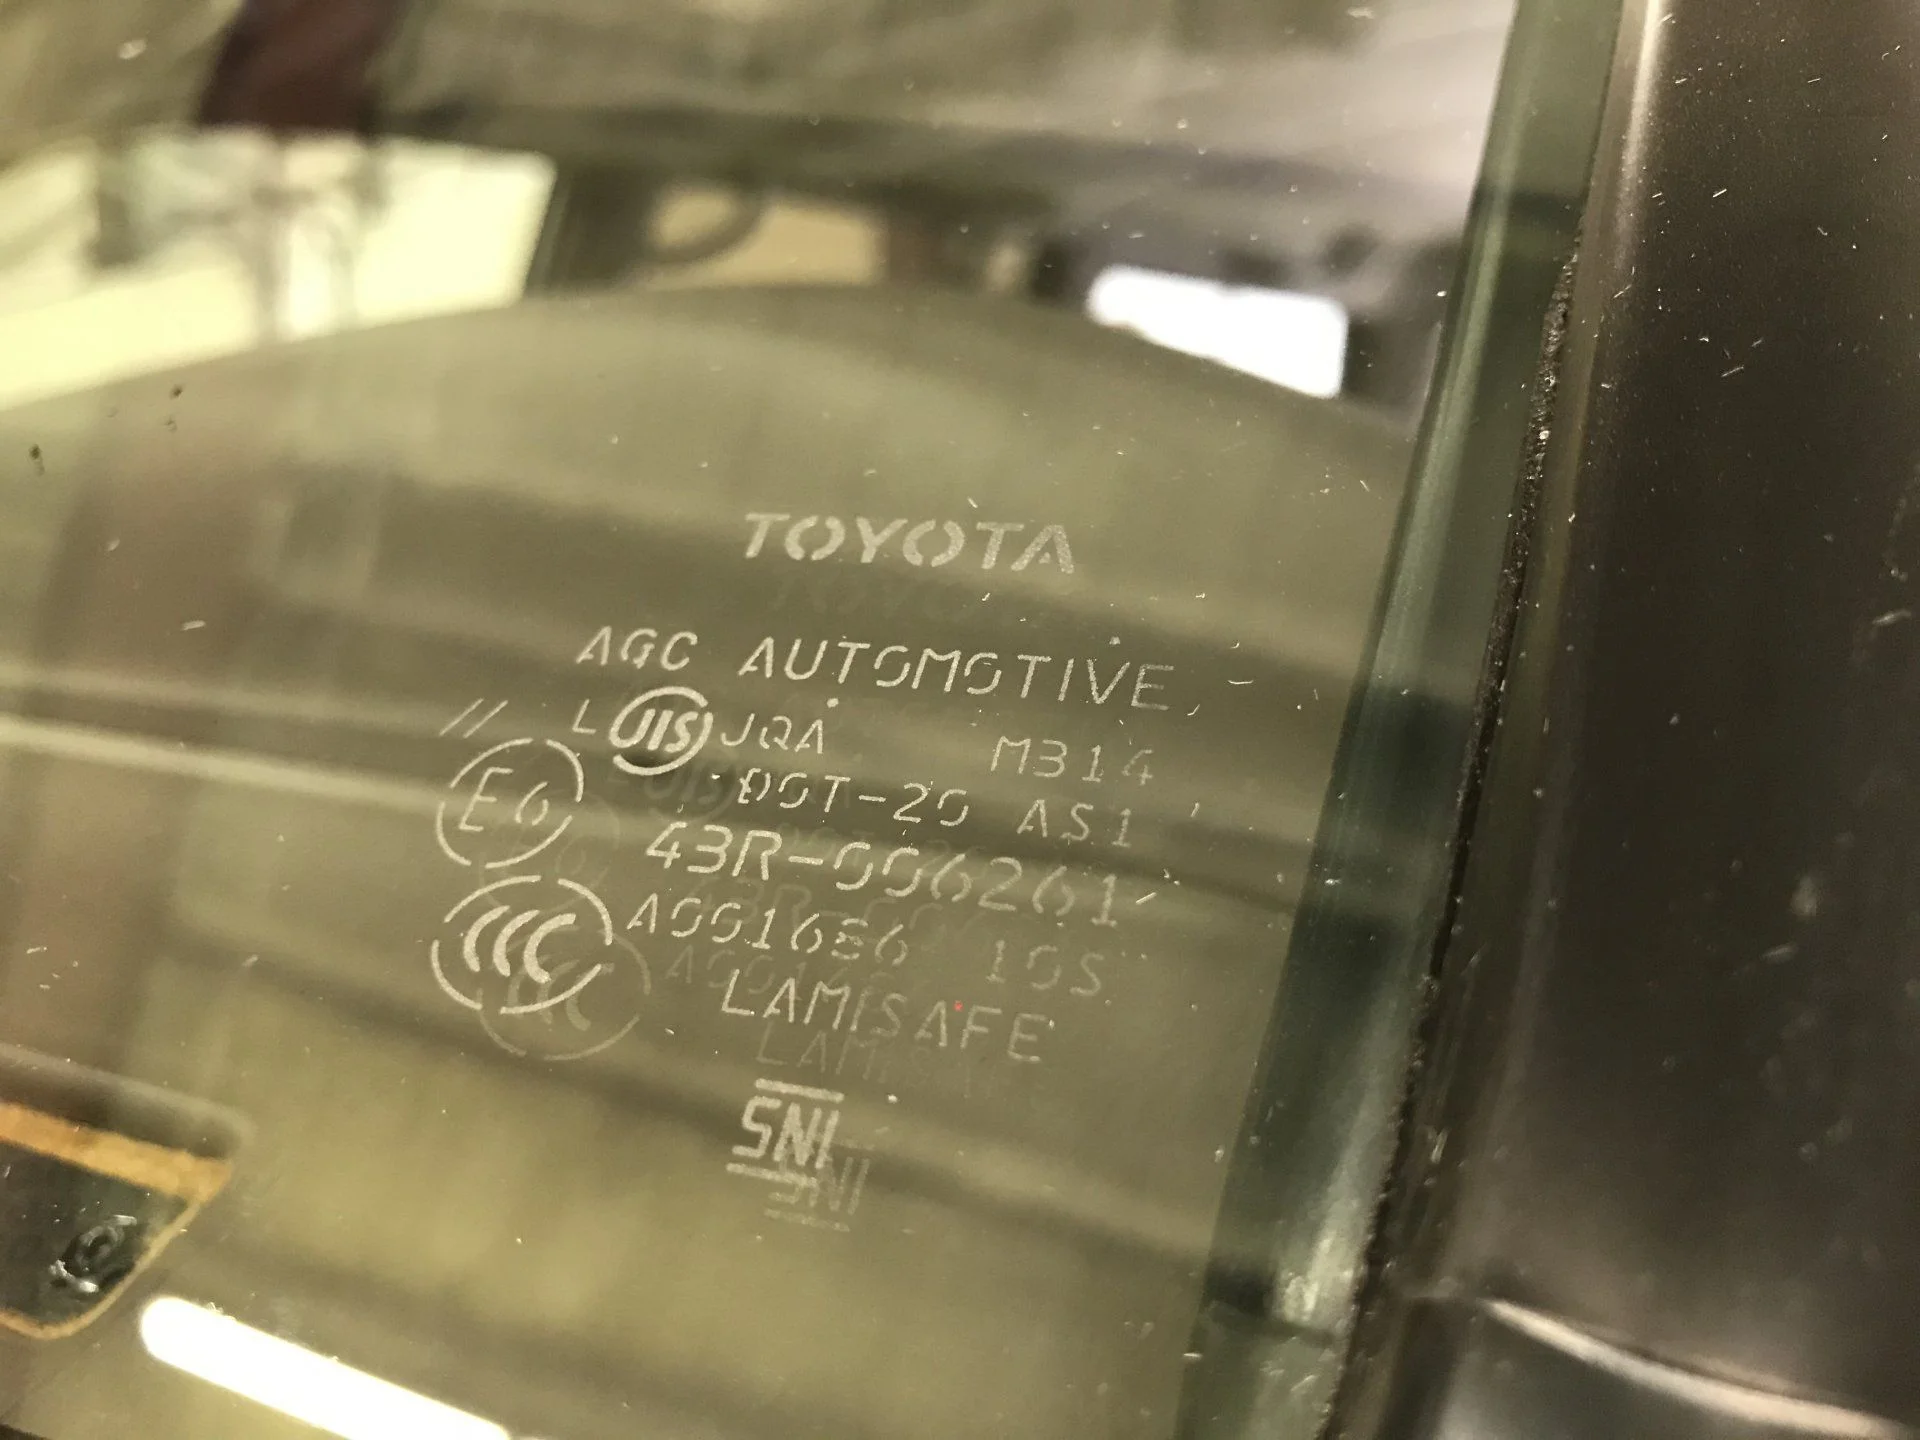 TOYOTA
AGC AUTOMOTIVE
// L JIS JQA M314
DOT-20 AS1
E6 43R-006261
CCC A001686 10S
LAMISAFE
SNI